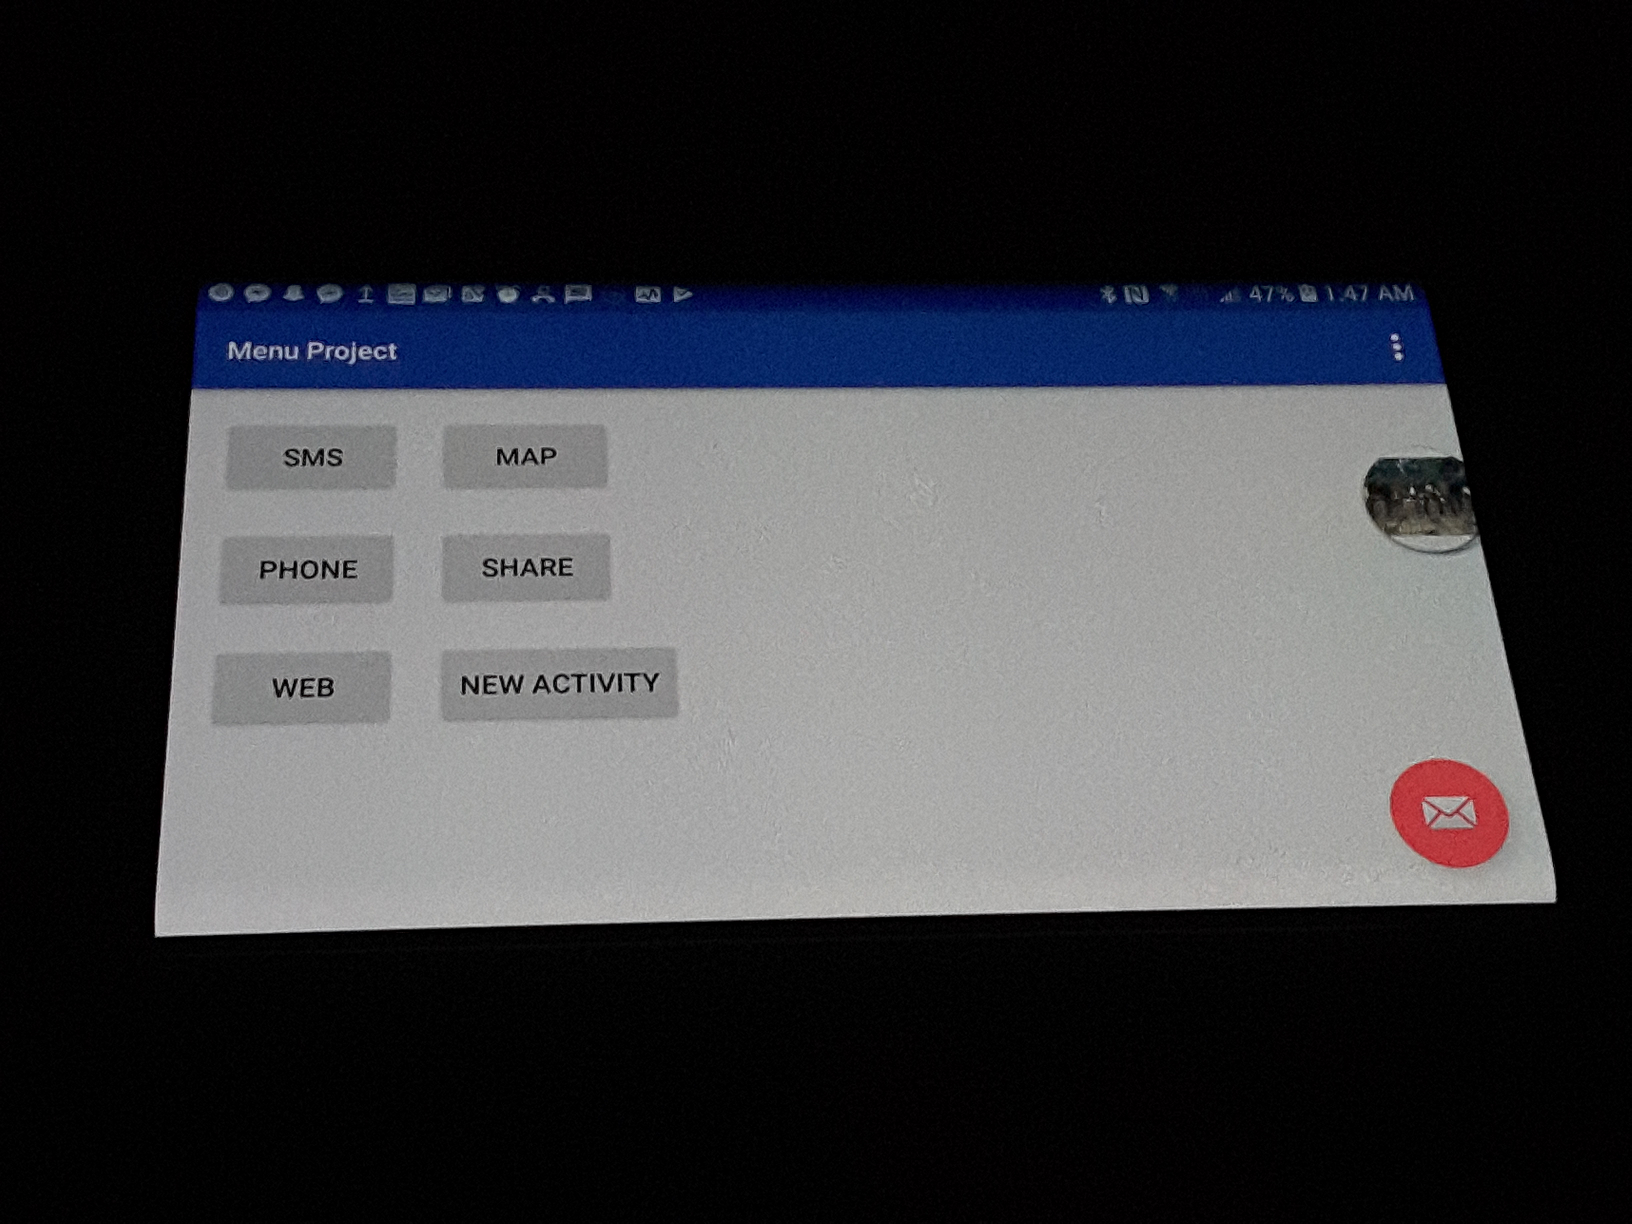 47% 1:47 AM
Menu Project
SMS MAP
PHONE SHARE
WEB NEW ACTIVITY